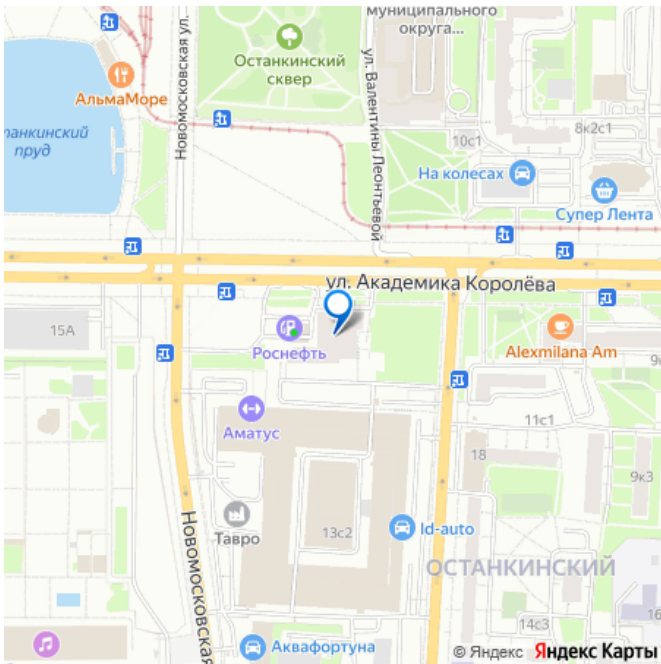 муниципального
округа...
Останкинский
сквер
АльмаМоре
Новомосковская ул.
ул. Валентины Леонтьевой
танкинский
пруд
10с1
8к2с1
На колесах
Супер Лента
ул. Академика Королёва
15А
Роснефть
Alexmilana Am
Аматус
11с1
18
9к3
Тавро
13с2
Id-auto
Новомосковская
ОСТАНКИНСКИЙ
14с3
16
Аквафортуна
© Яндекс Яндекс Карты